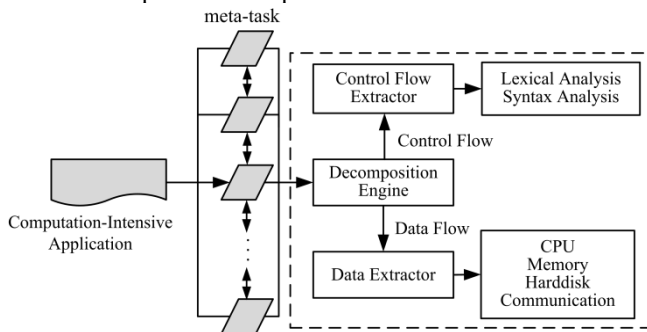 meta-task
Control Flow
Extractor
Lexical Analysis
Syntax Analysis
Control Flow
Decomposition
Engine
Computation-Intensive
Application
Data Flow
Data Extractor
CPU
Memory
Harddisk
Communication